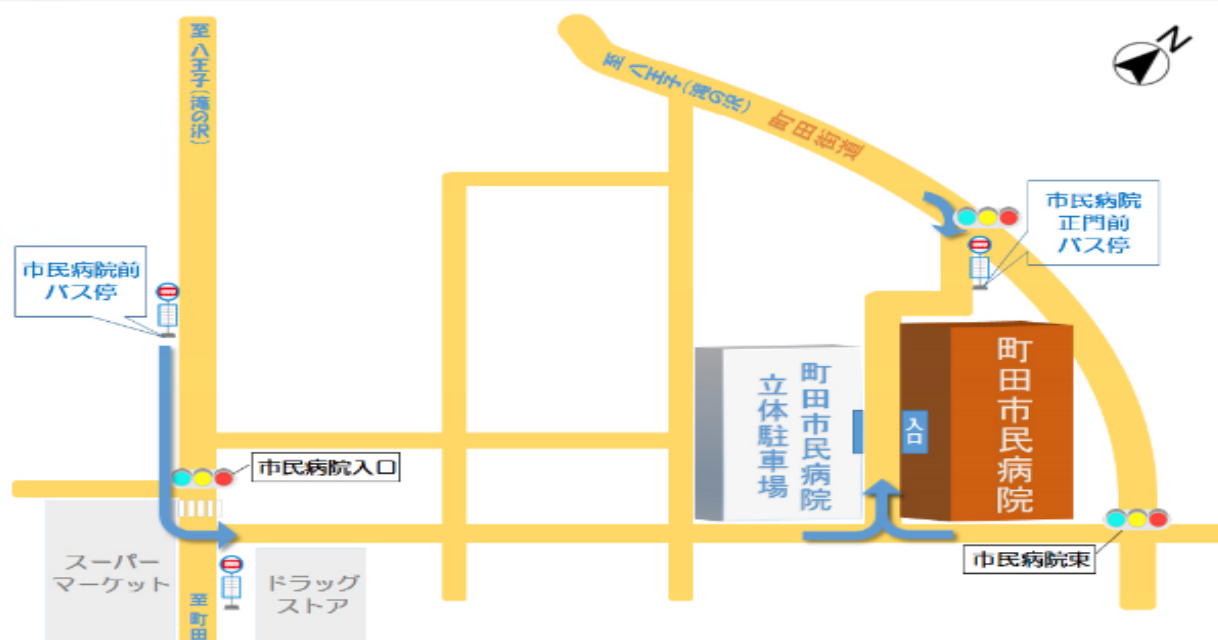 至 八王子(滝の沢)
至 八王子(滝の沢)
町田街道
N
市民病院
正門前
バス停
市民病院前
バス停
町田市民病院
立体駐車場
入口
町田市民病院
市民病院入口
市民病院東
スーパー
マーケット
ドラッグ
ストア
至 町田